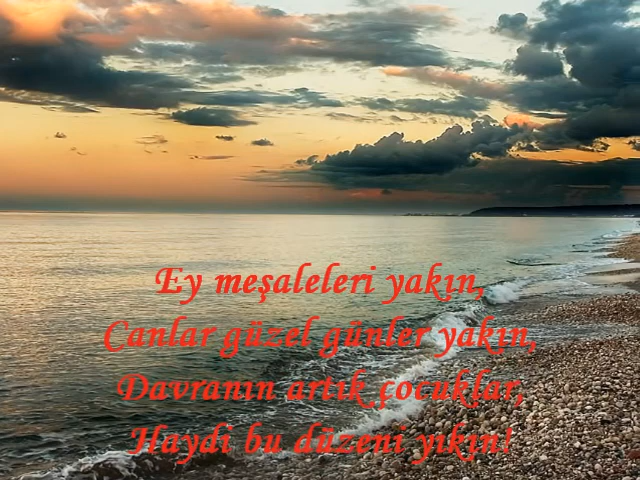 Ey meşaleleri yakın,
Canlar güzel günler yakın,
Davranın artık çocuklar,
Haydi bu düzeni yıkın!